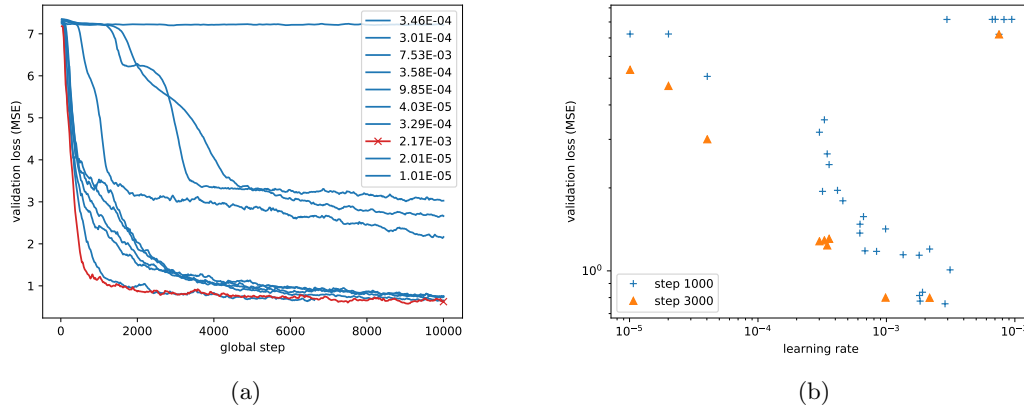 7
6
5
4
3
2
1
0
2000
4000
6000
8000
10000
validation loss (MSE)
global step
3.46E-04
3.01E-04
7.53E-03
3.58E-04
9.85E-04
4.03E-05
3.29E-04
2.17E-03
2.01E-05
1.01E-05
(a)
10⁰
10⁻⁵
10⁻⁴
10⁻³
validation loss (MSE)
learning rate
step 1000
step 3000
(b)